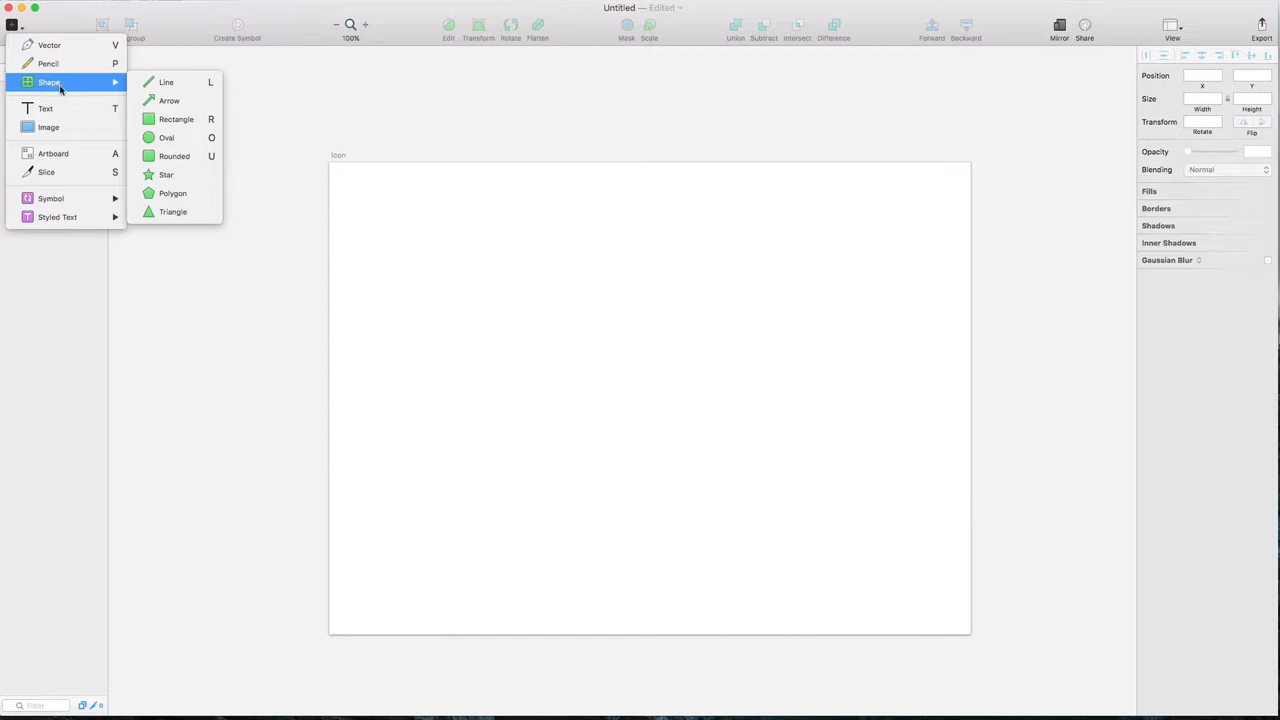 Untitled — Edited
100%
group
Create Symbol
Edit
Transform
Rotate
Flatten
Mask
Scale
Union
Subtract
Intersect
Difference
Forward
Backward
Mirror
Share
View
Export
Vector V
Pencil P
Shape
Text T
Image
Artboard A
Slice S
Symbol
Styled Text
Line L
Arrow
Rectangle R
Oval O
Rounded U
Star
Polygon
Triangle
Icon
Position
X
Y
Size
Width
Height
Transform
Rotate
Flip
Opacity
Blending Normal
Fills
Borders
Shadows
Inner Shadows
Gaussian Blur
Filter
0